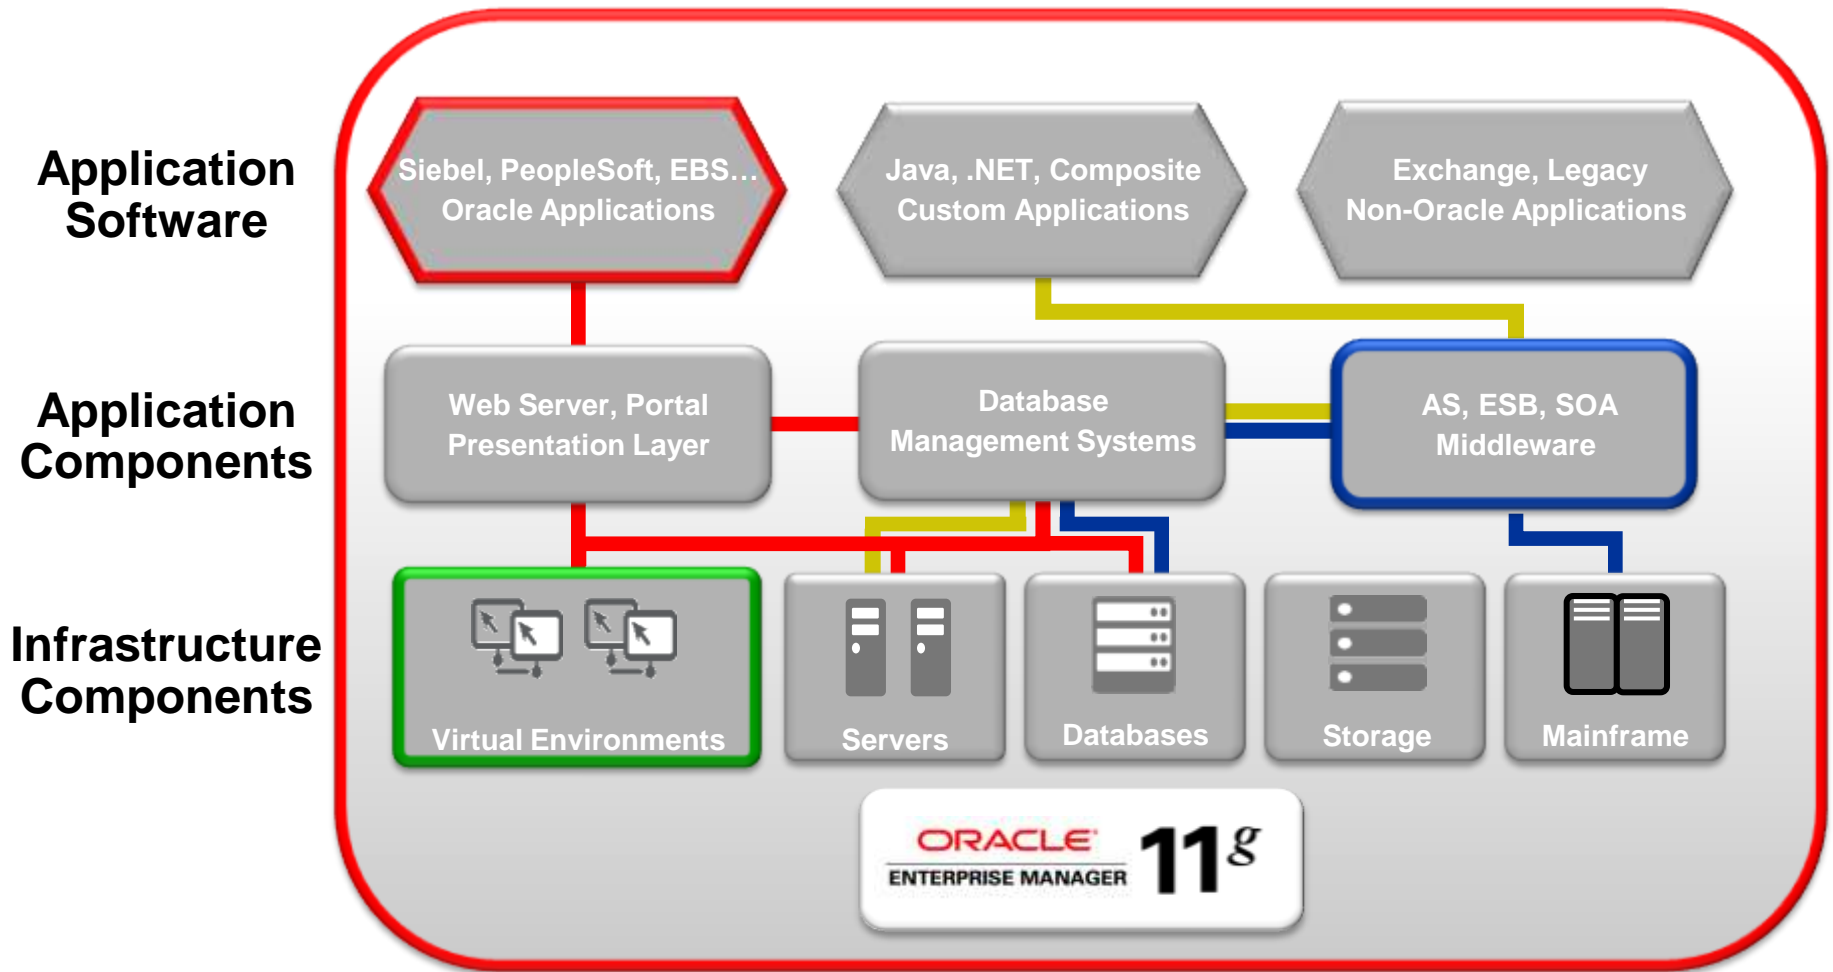 Application
Software
Siebel, PeopleSoft, EBS…
Oracle Applications
Java, .NET, Composite
Custom Applications
Exchange, Legacy
Non-Oracle Applications
Application
Components
Web Server, Portal
Presentation Layer
Database
Management Systems
AS, ESB, SOA
Middleware
Infrastructure
Components
Virtual Environments
Servers
Databases
Storage
Mainframe
ORACLE
ENTERPRISE MANAGER
11g